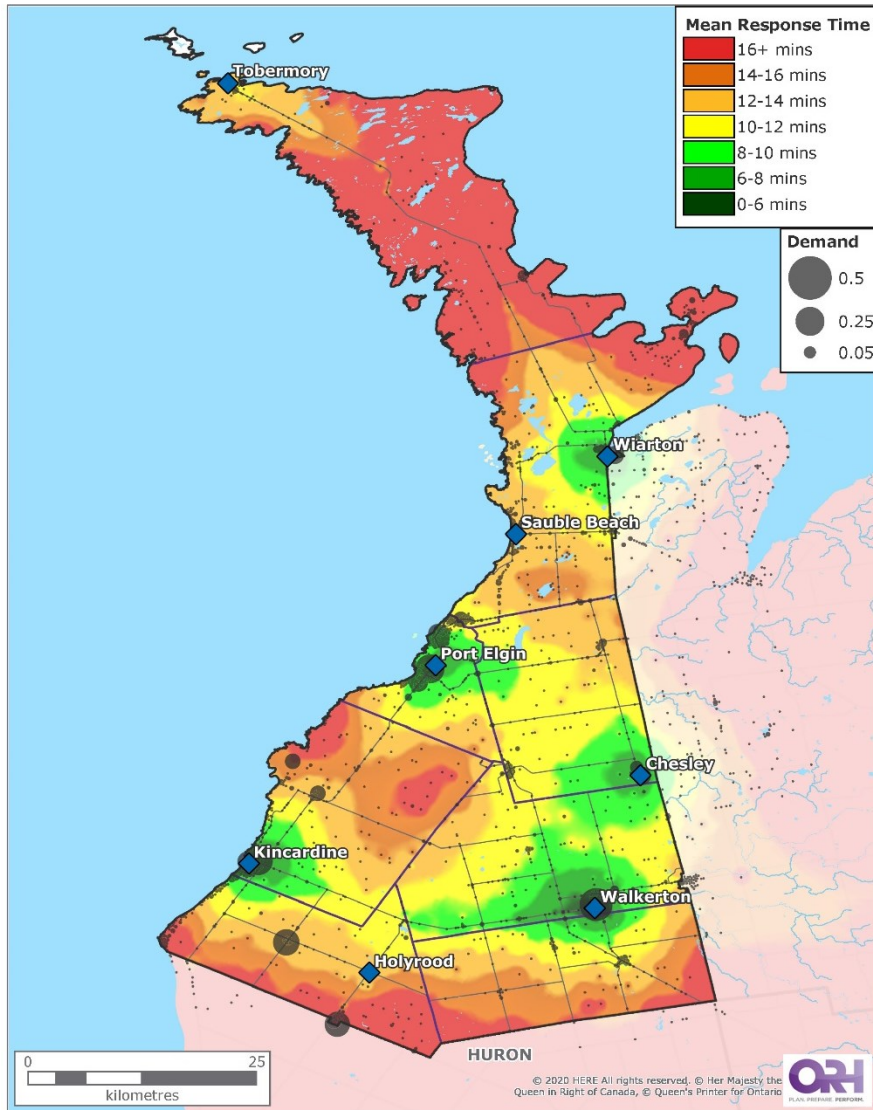 Mean Response Time
16+ mins
14-16 mins
12-14 mins
10-12 mins
8-10 mins
6-8 mins
0-6 mins
Demand
0.5
0.25
0.05
Tobermory
Wiarton
Sauble Beach
Port Elgin
Chesley
Kincardine
Walkerton
Holyrood
HURON
0 25
kilometres
© 2020 HERE All rights reserved. © Her Majesty the
Queen in Right of Canada, © Queen's Printer for Ontario
ORH
PLAN. PREPARE. PERFORM.